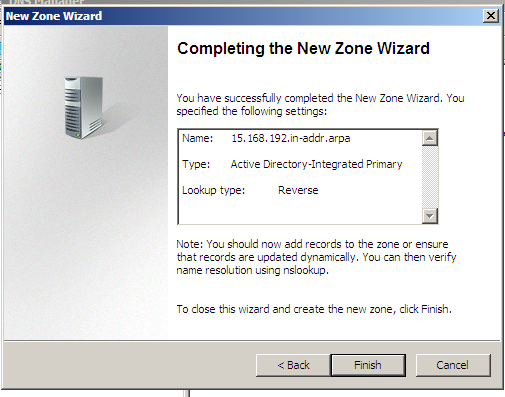 DNS Manager
New Zone Wizard
Completing the New Zone Wizard
You have successfully completed the New Zone Wizard. You
specified the following settings:
Name: 15.168.192.in-addr.arpa
Type: Active Directory-Integrated Primary
Lookup type: Reverse
Note: You should now add records to the zone or ensure
that records are updated dynamically. You can then verify
name resolution using nslookup.
To close this wizard and create the new zone, click Finish.
< Back Finish Cancel